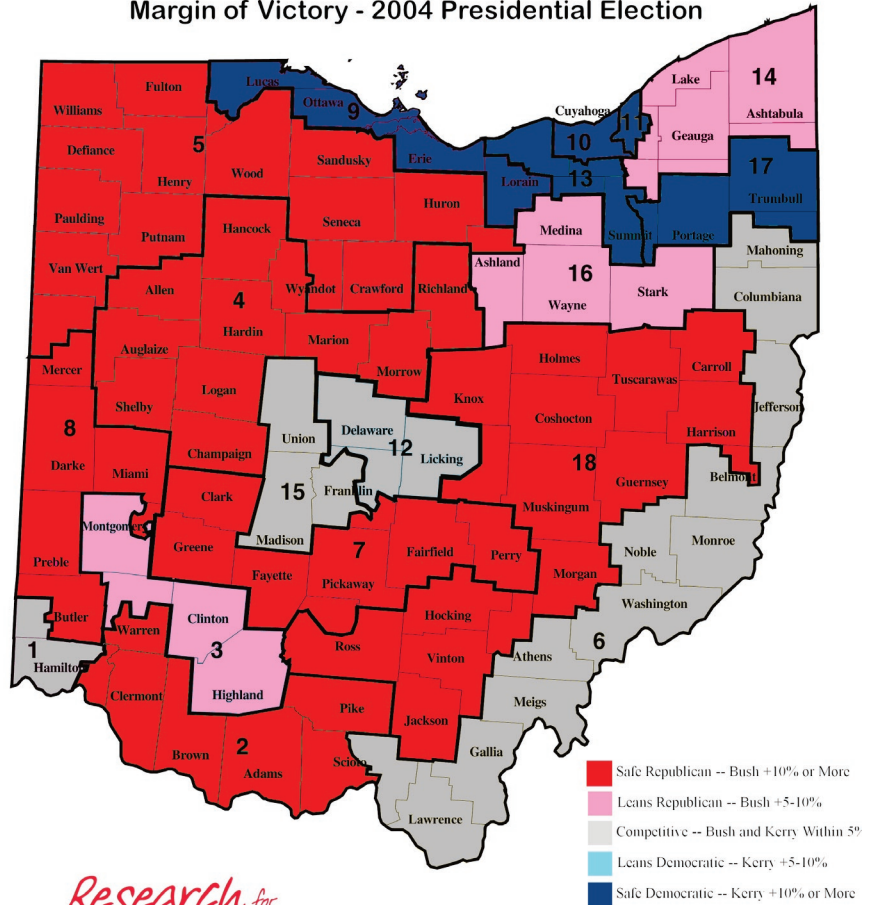 Margin of Victory - 2004 Presidential Election
Lake
14
Fulton
Lucas
Ottawa
9
Cuyahoga
11
Ashtabula
Williams
5
10
Geauga
Defiance
Henry
Wood
Sandusky
Erie
Lorain
13
17
Trumbull
Paulding
Putnam
Hancock
Seneca
Huron
Medina
Summit
Portage
Mahoning
Van Wert
Allen
4
Wyandot
Crawford
Richland
Ashland
16
Wayne
Stark
Columbiana
Auglaize
Hardin
Marion
Morrow
Holmes
Tuscarawas
Carroll
Mercer
Shelby
Logan
Knox
Coshocton
Harrison
Jefferson
8
Darke
Miami
Champaign
Union
Delaware
12
Licking
18
Guernsey
Belmont
Clark
15
Franklin
Muskingum
Montgomery
Madison
Noble
Monroe
Preble
Greene
Fayette
7
Pickaway
Fairfield
Perry
Morgan
Washington
Butler
Warren
Clinton
Hocking
6
1
Hamilton
3
Ross
Vinton
Athens
Clermont
Highland
Pike
Jackson
Meigs
Brown
2
Adams
Scioto
Gallia
Lawrence
Safe Republican -- Bush +10% or More
Leans Republican -- Bush +5-10%
Competitive -- Bush and Kerry Within 5%
Leans Democratic -- Kerry +5-10%
Safe Democratic -- Kerry +10% or More
Research for